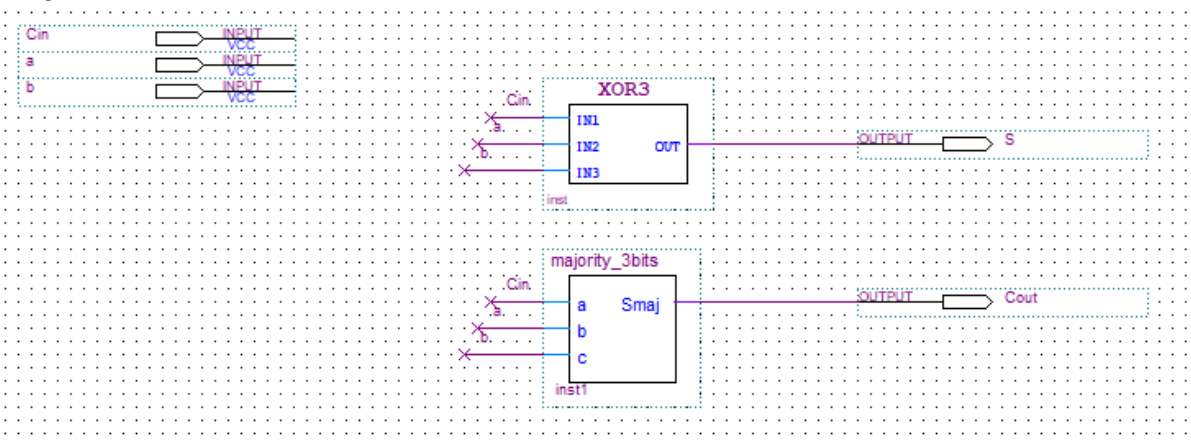 Cin INPUT
VCC
a INPUT
VCC
b INPUT
VCC
XOR3
Cin
IN1
a
IN2 OUT
b
IN3
inst
OUTPUT S
majority_3bits
Cin
a Smaj
a
b
b
c
inst1
OUTPUT Cout